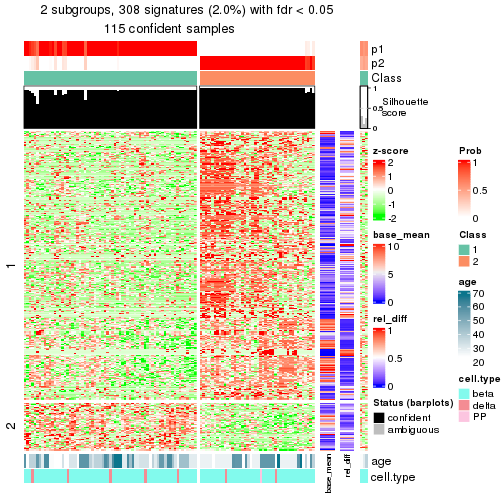 2 subgroups, 308 signatures (2.0%) with fdr < 0.05
115 confident samples
p1
p2
Class
1
0.5
0
Silhouette
score
1
2
z-score
2
1
0
-1
-2
base_mean
10
5
0
rel_diff
1
0.5
0
Status (barplots)
confident
ambiguous
Prob
1
0.5
0
Class
1
2
age
70
60
50
40
30
20
cell.type
beta
delta
PP
age
cell.type
base_mean
rel_diff